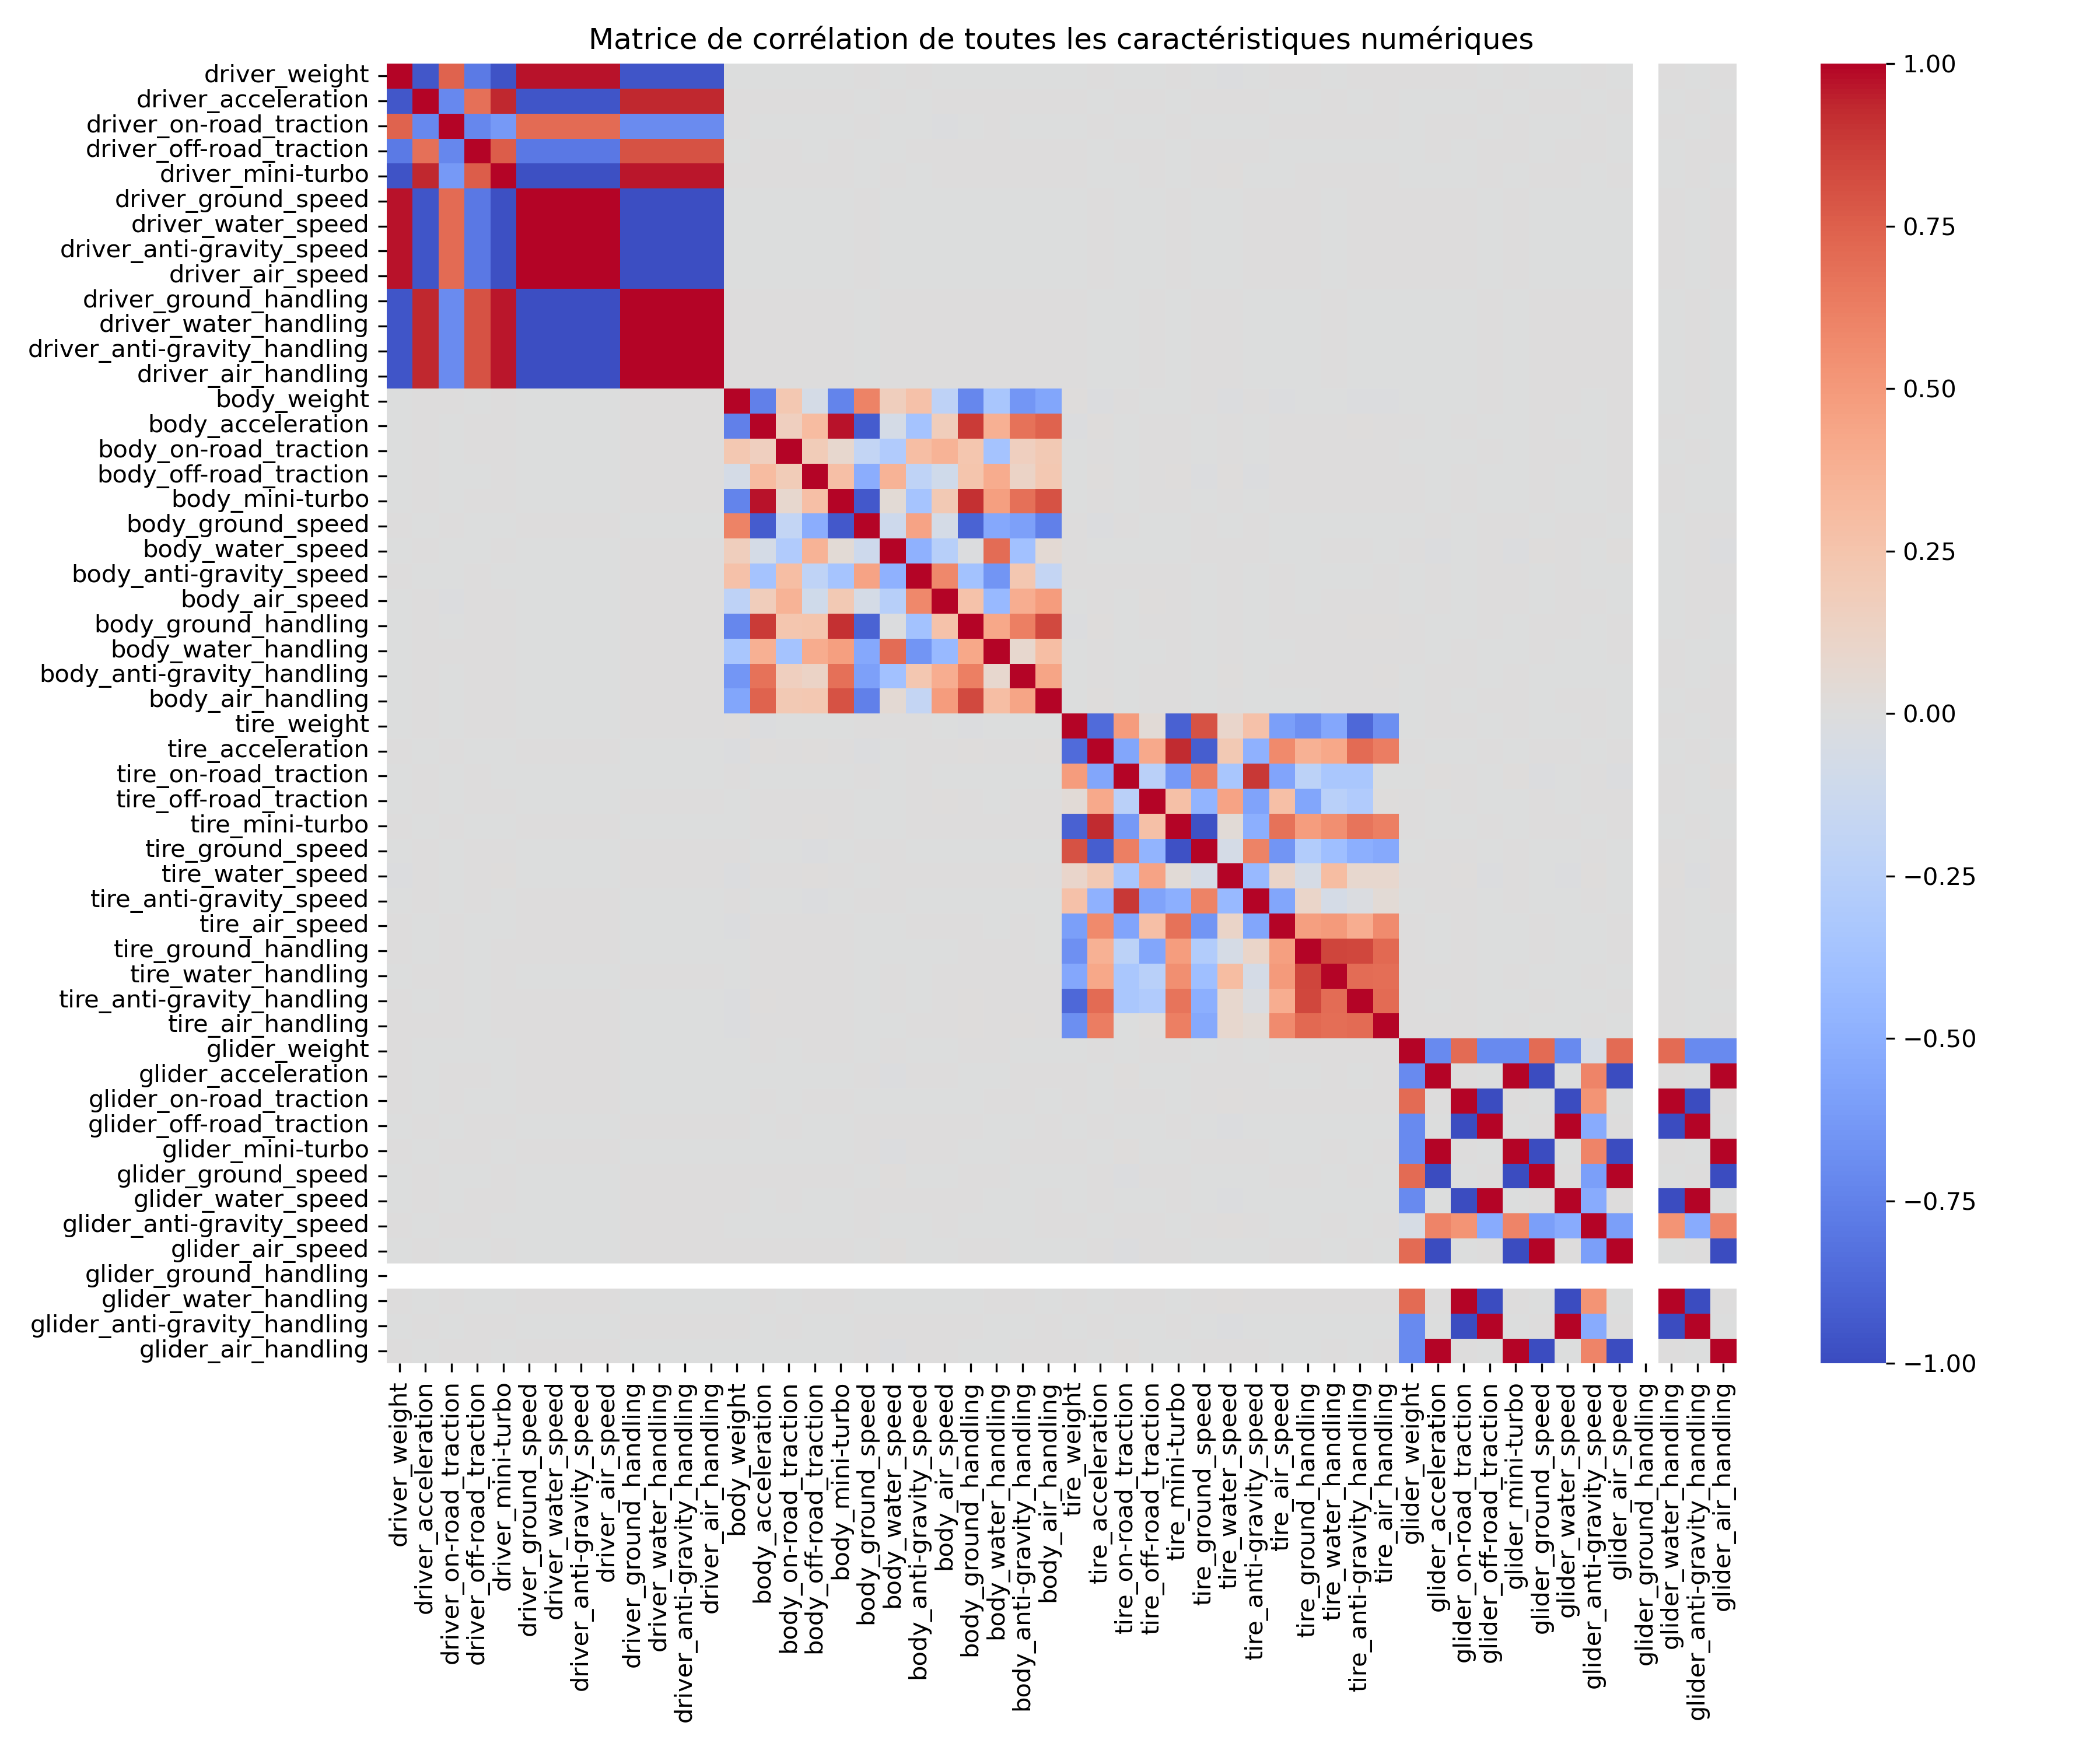 Matrice de corrélation de toutes les caractéristiques numériques
driver_weight
driver_acceleration
driver_on-road_traction
driver_off-road_traction
driver_mini-turbo
driver_ground_speed
driver_water_speed
driver_anti-gravity_speed
driver_air_speed
driver_ground_handling
driver_water_handling
driver_anti-gravity_handling
driver_air_handling
body_weight
body_acceleration
body_on-road_traction
body_off-road_traction
body_mini-turbo
body_ground_speed
body_water_speed
body_anti-gravity_speed
body_air_speed
body_ground_handling
body_water_handling
body_anti-gravity_handling
body_air_handling
tire_weight
tire_acceleration
tire_on-road_traction
tire_off-road_traction
tire_mini-turbo
tire_ground_speed
tire_water_speed
tire_anti-gravity_speed
tire_air_speed
tire_ground_handling
tire_water_handling
tire_anti-gravity_handling
tire_air_handling
glider_weight
glider_acceleration
glider_on-road_traction
glider_off-road_traction
glider_mini-turbo
glider_ground_speed
glider_water_speed
glider_anti-gravity_speed
glider_air_speed
glider_ground_handling
glider_water_handling
glider_anti-gravity_handling
glider_air_handling
driver_weight
driver_acceleration
driver_on-road_traction
driver_off-road_traction
driver_mini-turbo
driver_ground_speed
driver_water_speed
driver_anti-gravity_speed
driver_air_speed
driver_ground_handling
driver_water_handling
driver_anti-gravity_handling
driver_air_handling
body_weight
body_acceleration
body_on-road_traction
body_off-road_traction
body_mini-turbo
body_ground_speed
body_water_speed
body_anti-gravity_speed
body_air_speed
body_ground_handling
body_water_handling
body_anti-gravity_handling
body_air_handling
tire_weight
tire_acceleration
tire_on-road_traction
tire_off-road_traction
tire_mini-turbo
tire_ground_speed
tire_water_speed
tire_anti-gravity_speed
tire_air_speed
tire_ground_handling
tire_water_handling
tire_anti-gravity_handling
tire_air_handling
glider_weight
glider_acceleration
glider_on-road_traction
glider_off-road_traction
glider_mini-turbo
glider_ground_speed
glider_water_speed
glider_anti-gravity_speed
glider_air_speed
glider_ground_handling
glider_water_handling
glider_anti-gravity_handling
glider_air_handling
1.00
0.75
0.50
0.25
0.00
−0.25
−0.50
−0.75
−1.00